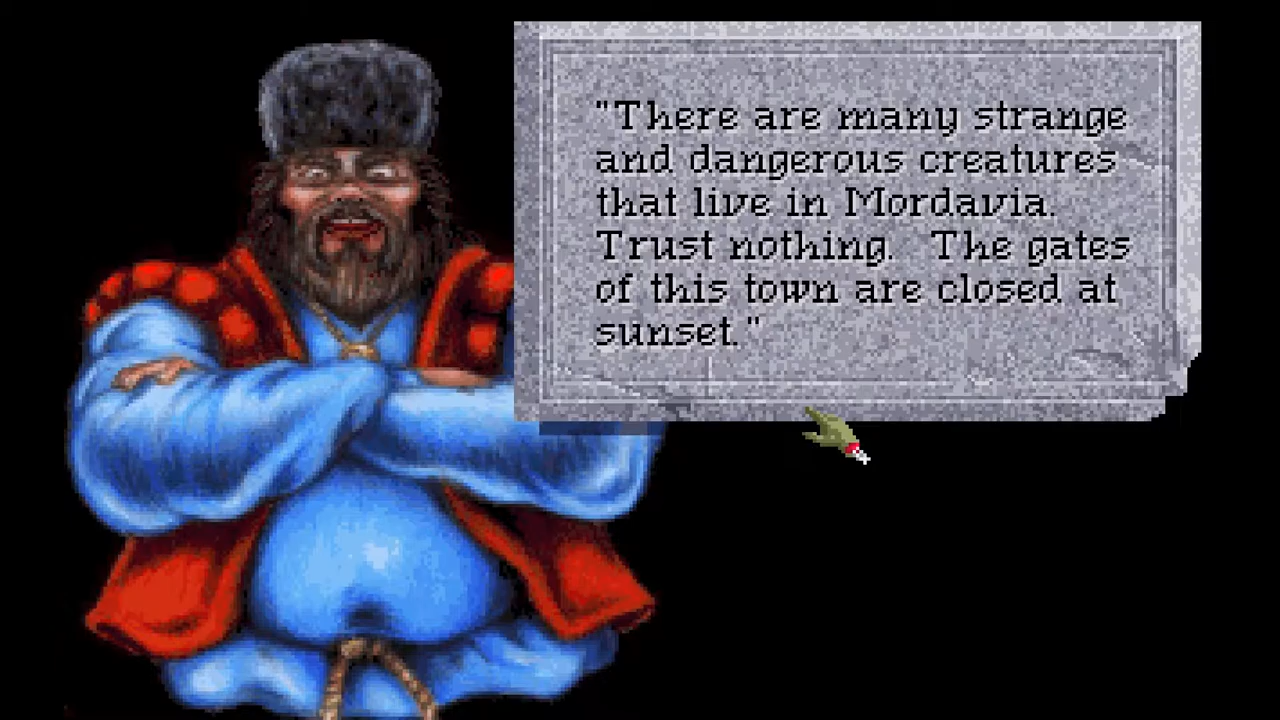 "There are many strange
and dangerous creatures
that live in Mordavia.
Trust nothing.  The gates
of this town are closed at
sunset."